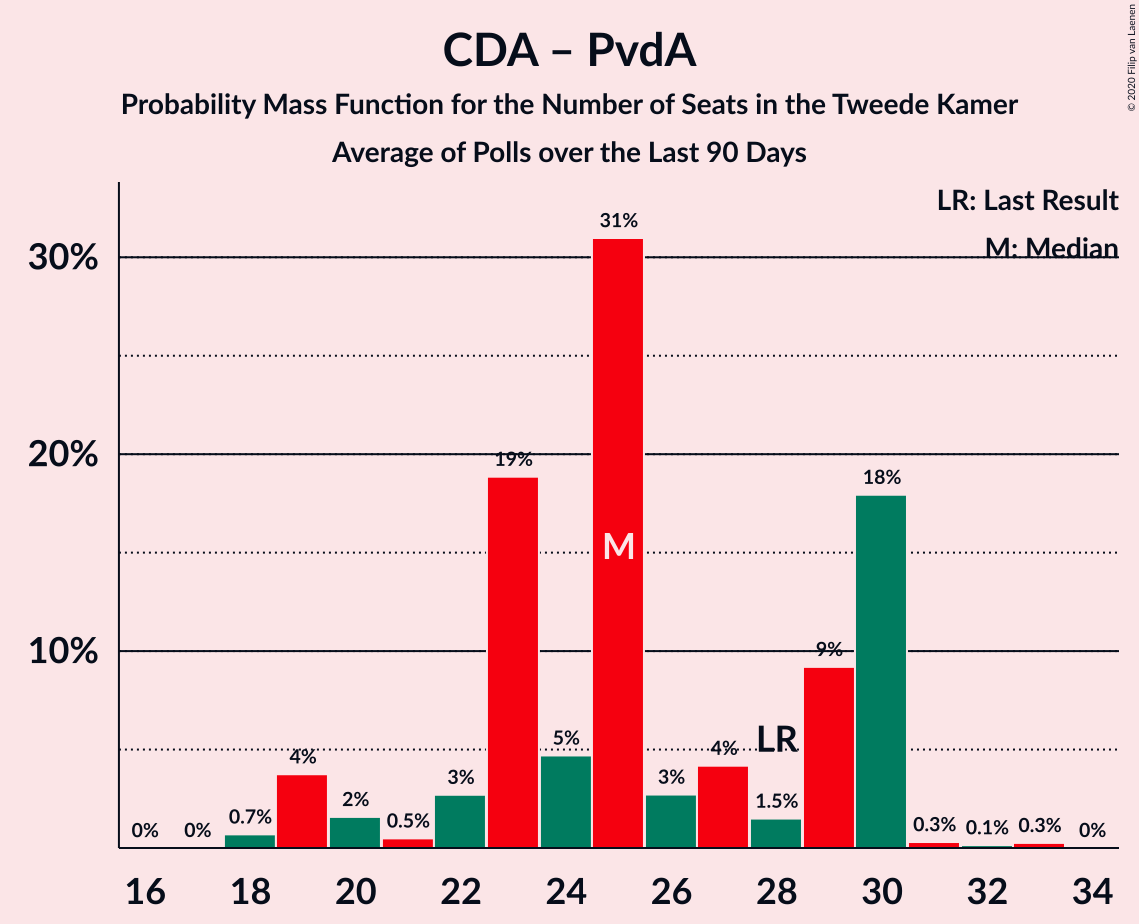 CDA – PvdA
Probability Mass Function for the Number of Seats in the Tweede Kamer
Average of Polls over the Last 90 Days
© 2020 Filip van Laenen
LR: Last Result
M: Median
30%
20%
10%
0%
0%
0.7%
4%
2%
0.5%
3%
19%
5%
31%
M
3%
4%
LR
1.5%
9%
18%
0.3%
0.1%
0.3%
0%
16 18 20 22 24 26 28 30 32 34